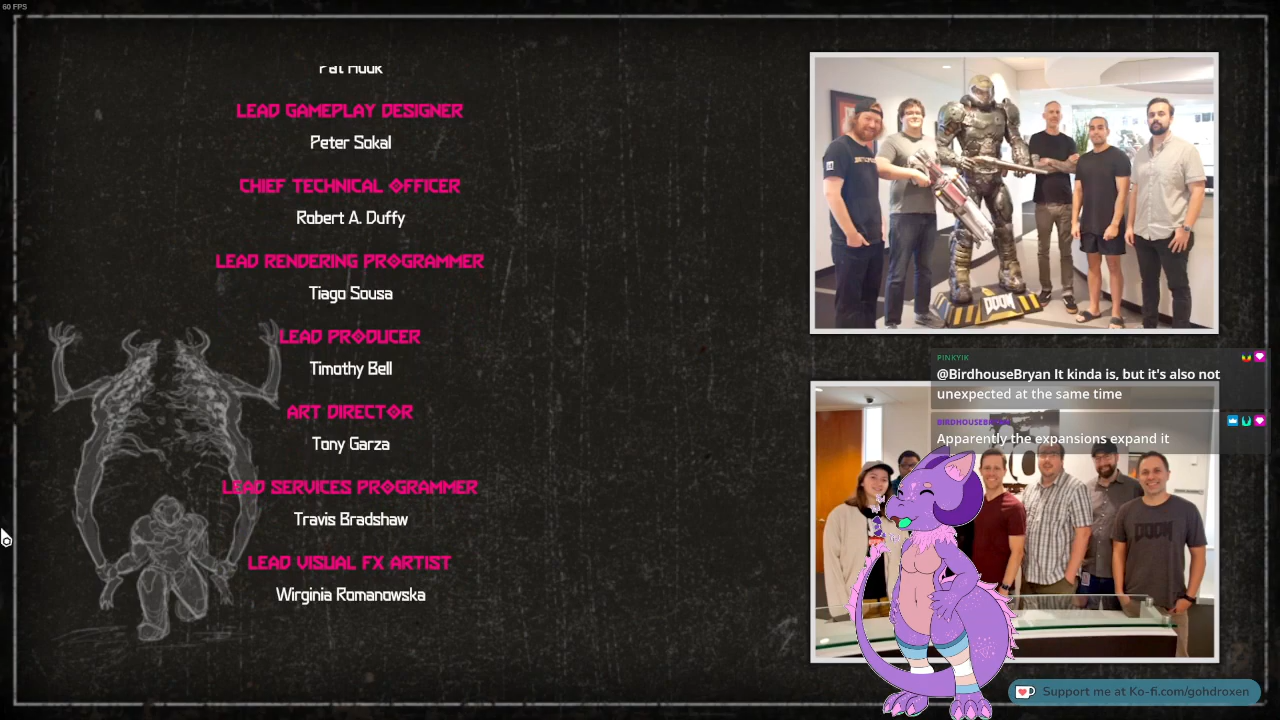 60 FPS
Pat Hook
LEAD GAMEPLAY DESIGNER
Peter Sokal
CHIEF TECHNICAL OFFICER
Robert A. Duffy
LEAD RENDERING PROGRAMMER
Tiago Sousa
LEAD PRODUCER
Timothy Bell
ART DIRECTOR
Tony Garza
LEAD SERVICES PROGRAMMER
Travis Bradshaw
LEAD VISUAL FX ARTIST
Wirginia Romanowska
DOOM
PINKYIK
@BirdhouseBryan It kinda is, but it's also not
unexpected at the same time
Apparently the expansions expand it
DOOM
Support me at Ko-fi.com/gohdroxen